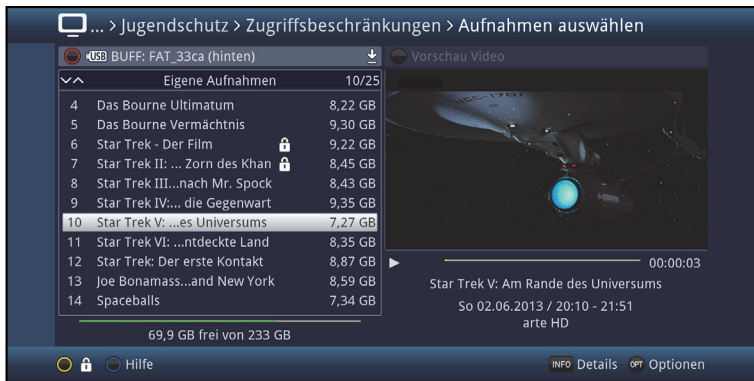 ... > Jugendschutz > Zugriffsbeschränkungen > Aufnahmen auswählen
USB BUFF: FAT_33ca (hinten)
Vorschau Video
Eigene Aufnahmen 10/25
4 Das Bourne Ultimatum 8,22 GB
5 Das Bourne Vermächtnis 9,30 GB
6 Star Trek - Der Film 9,22 GB
7 Star Trek II: ... Zorn des Khan 8,45 GB
8 Star Trek III...nach Mr. Spock 8,43 GB
9 Star Trek IV:... die Gegenwart 9,35 GB
10 Star Trek V: ...es Universums 7,27 GB
11 Star Trek VI: ...ntdeckte Land 8,35 GB
12 Star Trek: Der erste Kontakt 8,87 GB
13 Joe Bonamass...and New York 8,59 GB
14 Spaceballs 7,34 GB
69,9 GB frei von 233 GB
NCC-1701
00:00:03
Star Trek V: Am Rande des Universums
So 02.06.2013 / 20:10 - 21:51
arte HD
Hilfe
INFO Details OPT Optionen